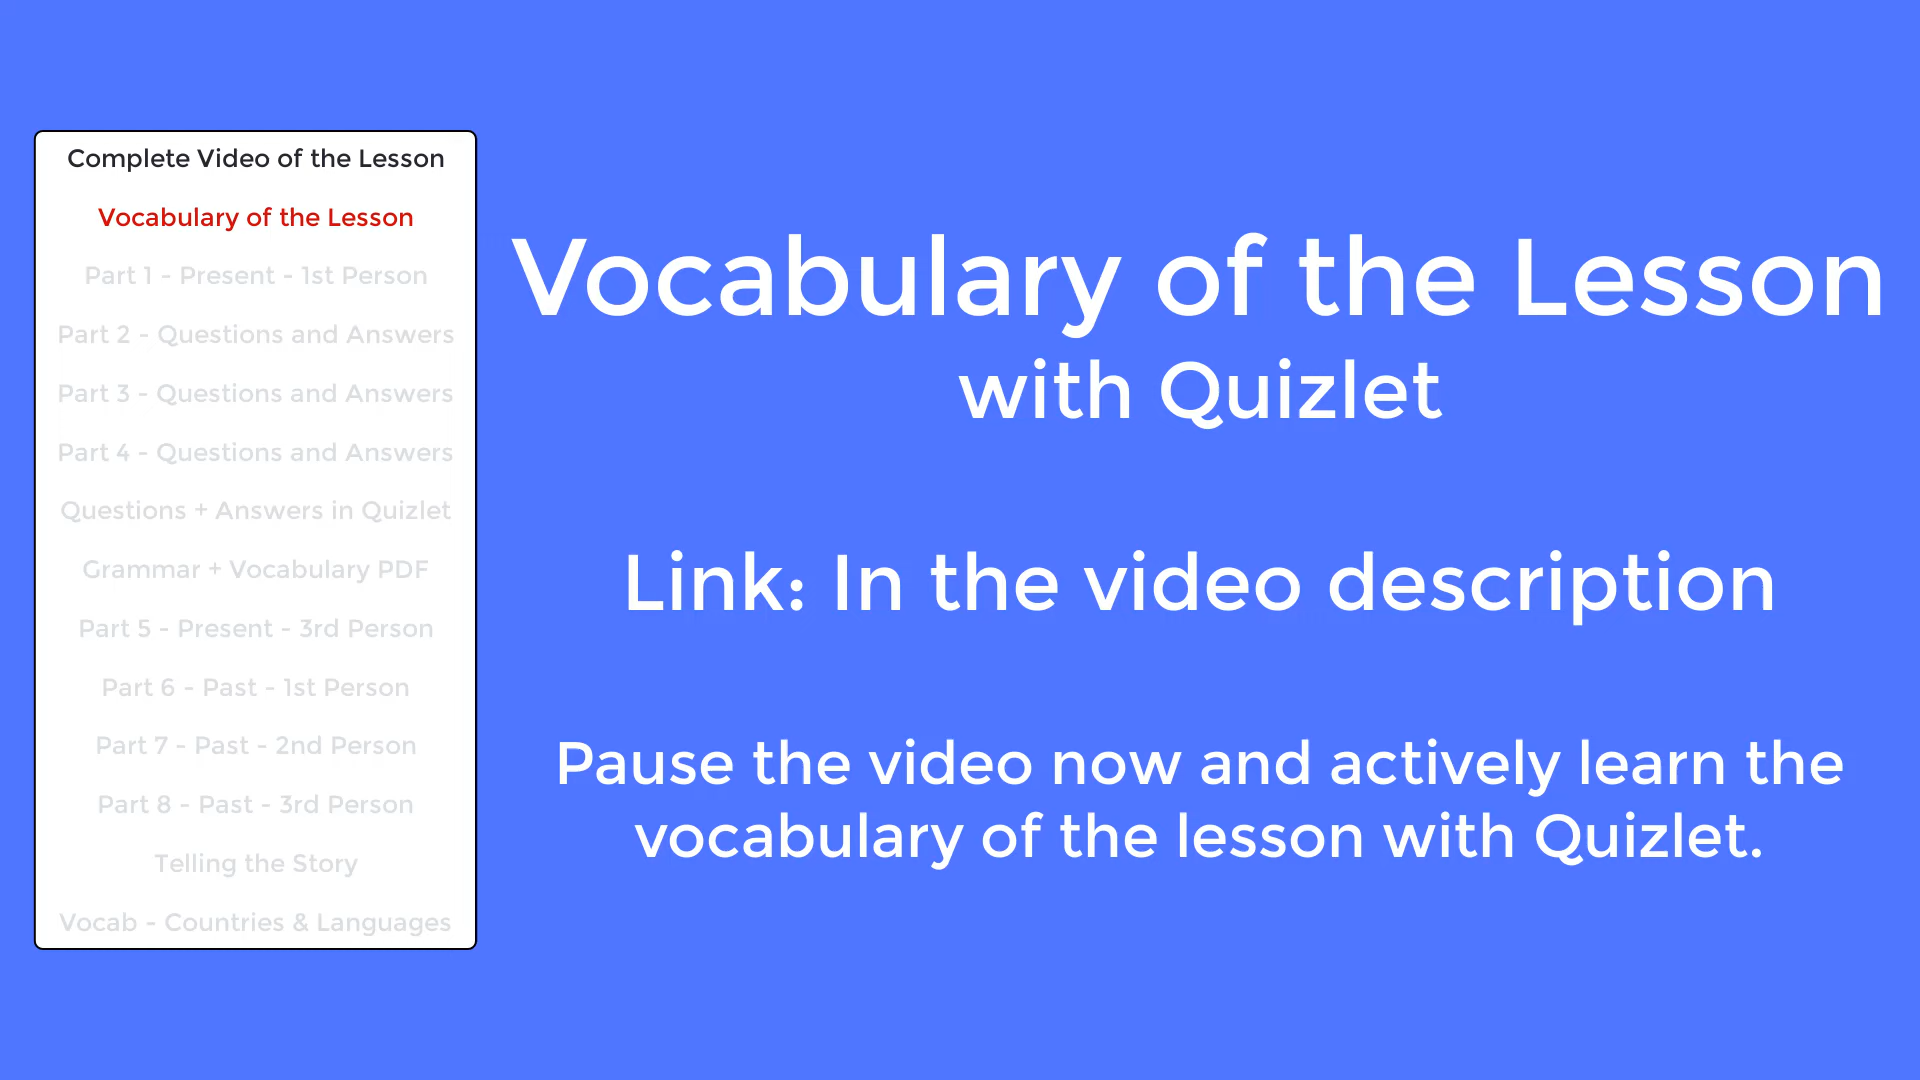 Complete Video of the Lesson
Vocabulary of the Lesson
Part 1 - Present - 1st Person
Part 2 - Questions and Answers
Part 3 - Questions and Answers
Part 4 - Questions and Answers
Questions + Answers in Quizlet
Grammar + Vocabulary PDF
Part 5 - Present - 3rd Person
Part 6 - Past - 1st Person
Part 7 - Past - 2nd Person
Part 8 - Past - 3rd Person
Telling the Story
Vocab - Countries & Languages
Vocabulary of the Lesson
with Quizlet
Link: In the video description
Pause the video now and actively learn the
vocabulary of the lesson with Quizlet.